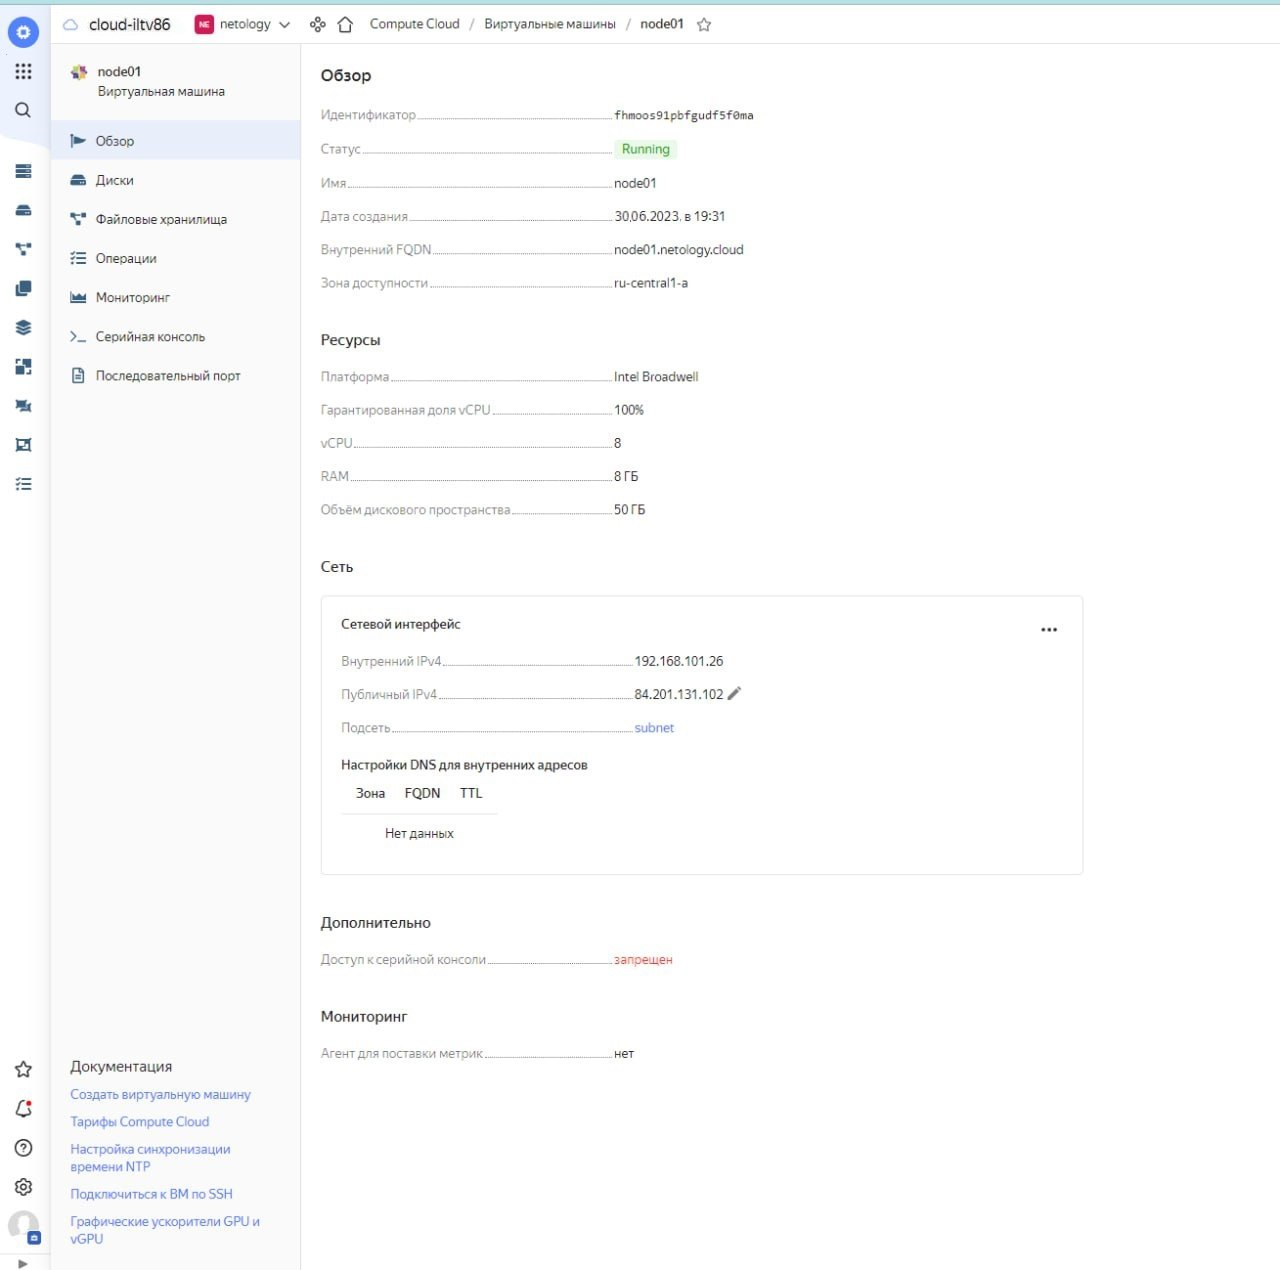 cloud-iltv86
NE netology
Compute Cloud / Виртуальные машины / node01
node01
Виртуальная машина
Обзор
Диски
Файловые хранилища
Операции
Мониторинг
Серийная консоль
Последовательный порт
Документация
Создать виртуальную машину
Тарифы Compute Cloud
Настройка синхронизации
времени NTP
Подключиться к ВМ по SSH
Графические ускорители GPU и
vGPU
Обзор
Идентификатор fhmoos91pbfgudf5f0ma
Статус Running
Имя node01
Дата создания 30.06.2023. в 19:31
Внутренний FQDN node01.netology.cloud
Зона доступности ru-central1-a
Ресурсы
Платформа Intel Broadwell
Гарантированная доля vCPU 100%
vCPU 8
RAM 8 ГБ
Объём дискового пространства 50 ГБ
Сеть
Сетевой интерфейс
Внутренний IPv4 192.168.101.26
Публичный IPv4 84.201.131.102
Подсеть subnet
Настройки DNS для внутренних адресов
Зона FQDN TTL
Нет данных
Дополнительно
Доступ к серийной консоли запрещен
Мониторинг
Агент для поставки метрик нет